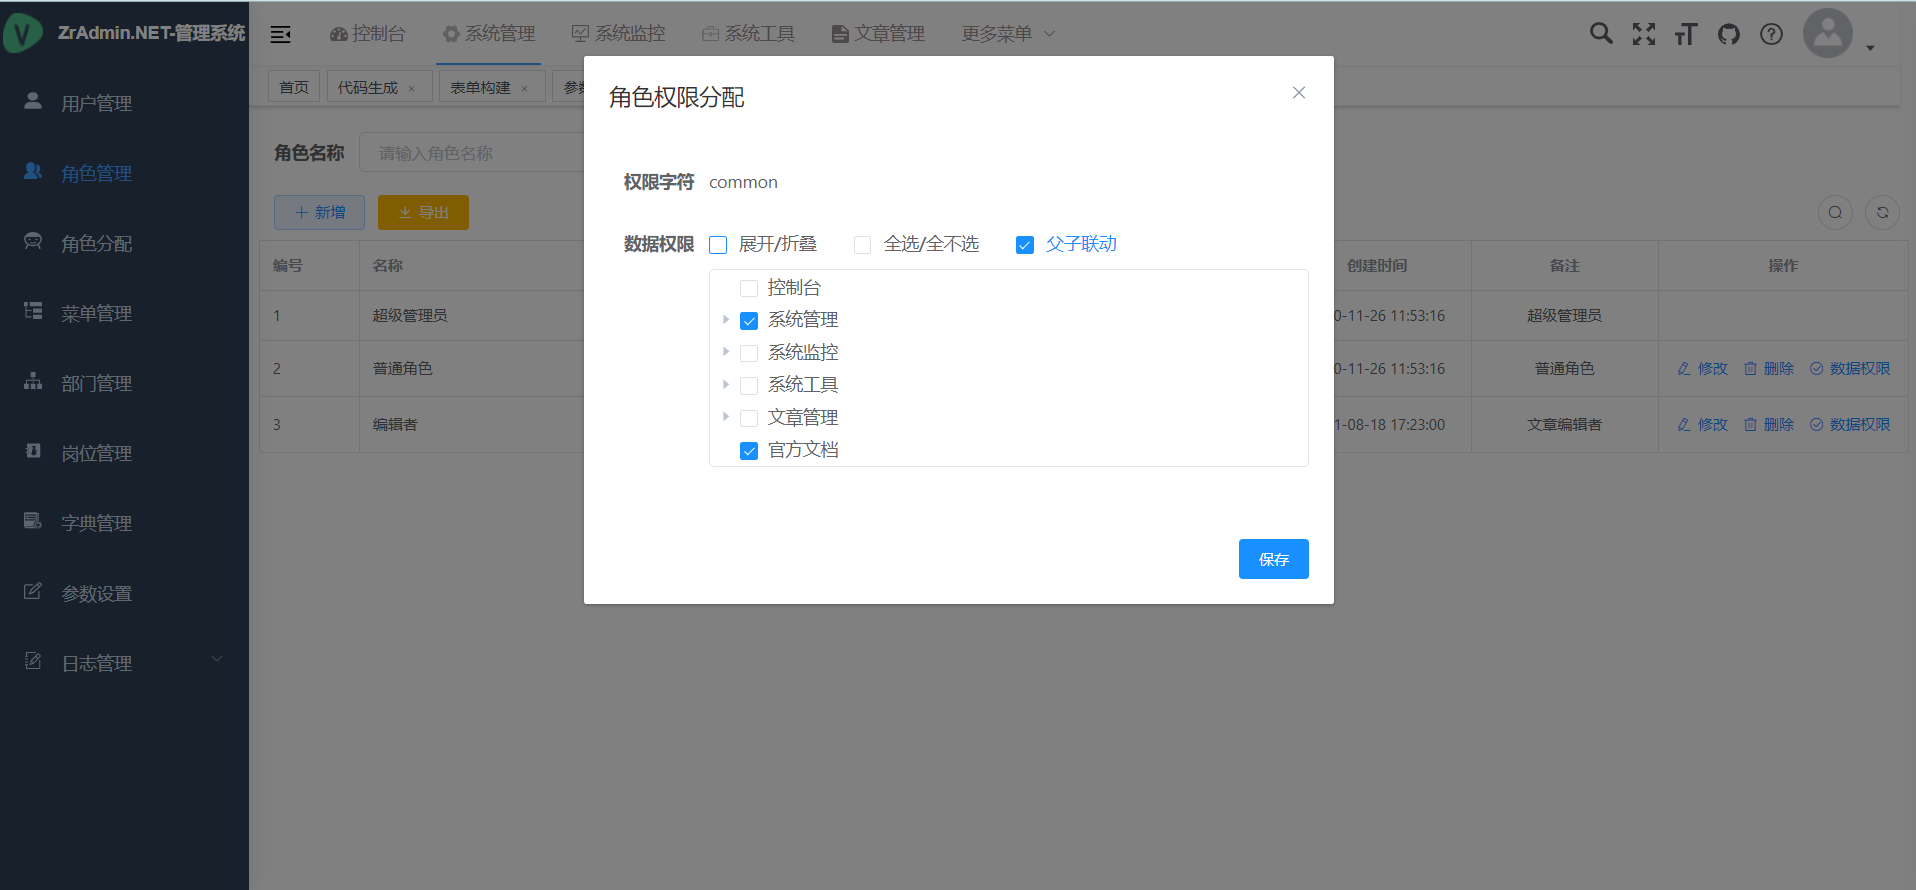 ZrAdmin.NET-管理系统
控制台 系统管理 系统监控 系统工具 文章管理 更多菜单
首页 代码生成 × 表单构建 × 参数
用户管理
角色管理
角色分配
菜单管理
部门管理
岗位管理
字典管理
参数设置
日志管理
角色名称 请输入角色名称
+ 新增 导出
编号 名称 创建时间 备注 操作
1 超级管理员 0-11-26 11:53:16 超级管理员
2 普通角色 0-11-26 11:53:16 普通角色 修改 删除 数据权限
3 编辑者 1-08-18 17:23:00 文章编辑者 修改 删除 数据权限
角色权限分配
权限字符 common
数据权限 展开/折叠 全选/全不选 父子联动
控制台
系统管理
系统监控
系统工具
文章管理
官方文档
保存